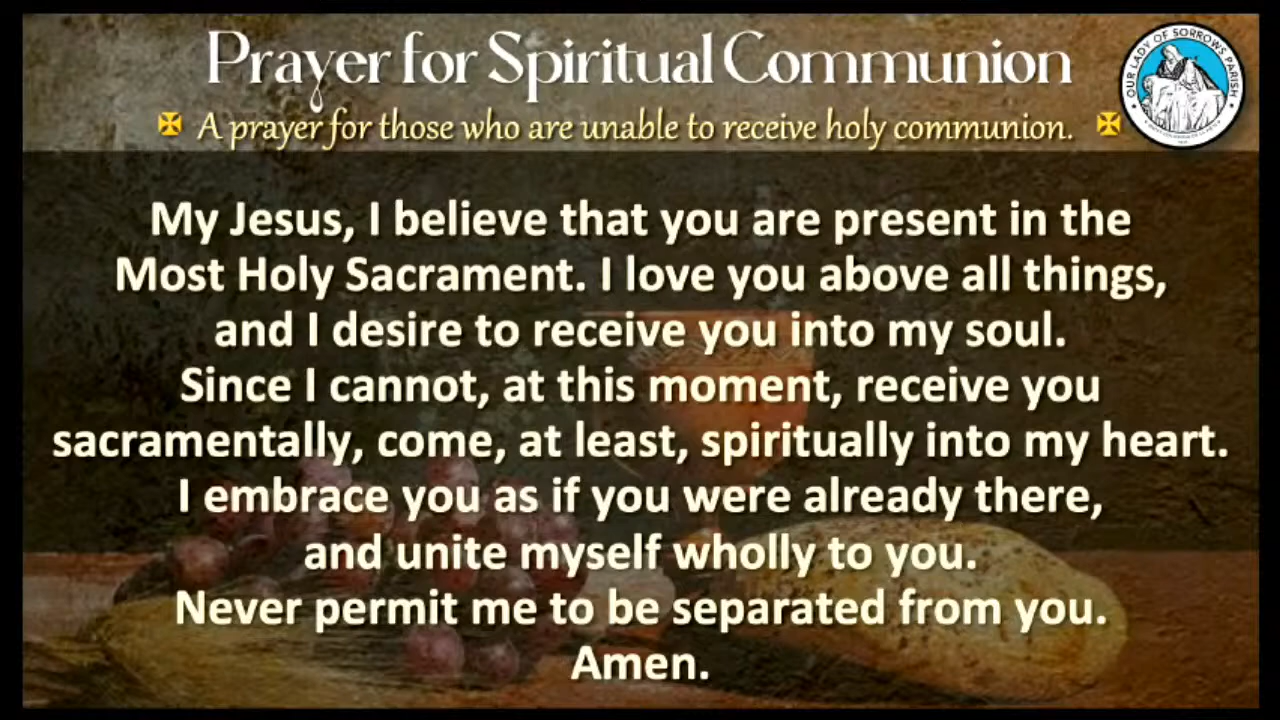 Prayer for Spiritual Communion
A prayer for those who are unable to receive holy communion.
OUR LADY OF SORROWS PARISH
My Jesus, I believe that you are present in the
Most Holy Sacrament. I love you above all things,
and I desire to receive you into my soul.
Since I cannot, at this moment, receive you
sacramentally, come, at least, spiritually into my heart.
I embrace you as if you were already there,
and unite myself wholly to you.
Never permit me to be separated from you.
Amen.